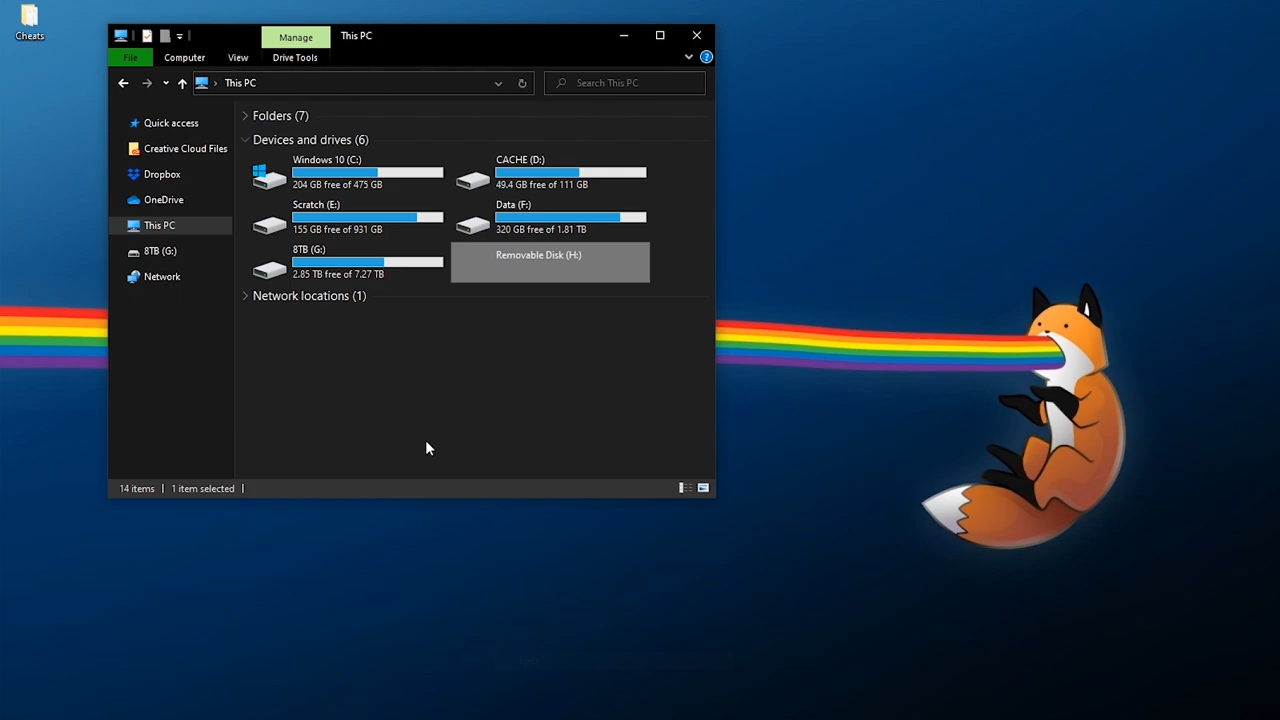 Cheats
Manage
This PC
File
Computer
View
Drive Tools
This PC
Search This PC
Quick access
Creative Cloud Files
Dropbox
OneDrive
This PC
8TB (G:)
Network
Folders (7)
Devices and drives (6)
Windows 10 (C:)
204 GB free of 475 GB
CACHE (D:)
49.4 GB free of 111 GB
Scratch (E:)
155 GB free of 931 GB
Data (F:)
320 GB free of 1.81 TB
8TB (G:)
2.85 TB free of 7.27 TB
Removable Disk (H:)
Network locations (1)
14 items
1 item selected